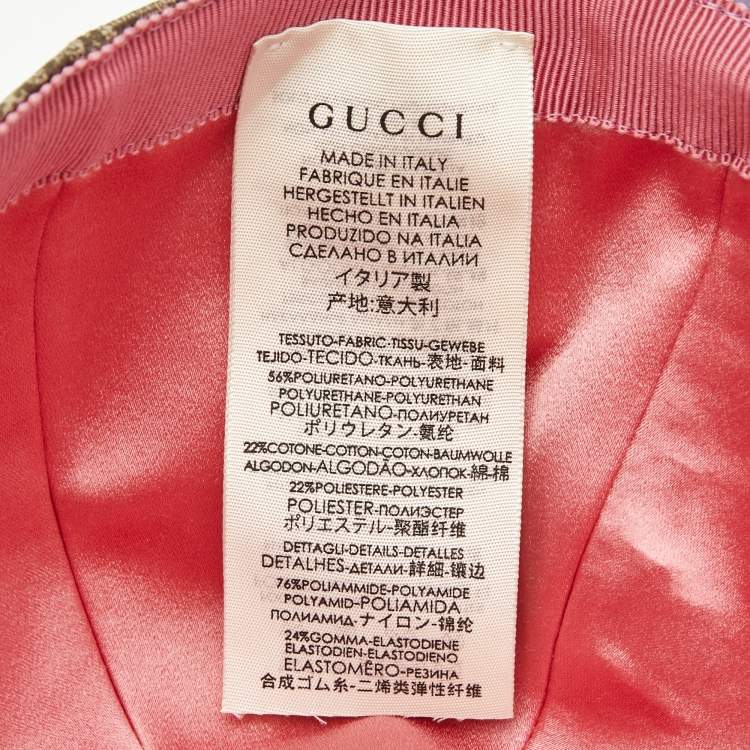 GUCCI
MADE IN ITALY
FABRIQUE EN ITALIE
HERGESTELLT IN ITALIEN
HECHO EN ITALIA
PRODUZIDO NA ITALIA
СДЕЛАНО В ИТАЛИИ
イタリア製
产地:意大利
TESSUTO-FABRIC-TISSU-GEWEBE
TEJIDO-TECIDO-ТКАНЬ-表地-面料
56%POLIURETANO-POLYURETHANE
POLYURETHANE-POLYURETHAN
POLIURETANO-ПОЛИУРЕТАН
ポリウレタン-氨纶
22%COTONE-COTTON-COTON-BAUMWOLLE
ALGODON-ALGODÃO-ХЛОПОК-綿-棉
22%POLIESTERE-POLYESTER
POLIESTER-ПОЛИЭСТЕР
ポリエステル-聚酯纤维
DETTAGLI-DETAILS-DETALLES
DETALHES-ДЕТАЛИ-詳細-镶边
76%POLIAMMIDE-POLYAMIDE
POLYAMID-POLIAMIDA
ПОЛИАМИД-ナイロン-锦纶
24%GOMMA-ELASTODIENE
ELASTODIEN-ELASTODIENO
ELASTOMÉRO-РЕЗИНА
合成ゴム糸-二烯类弹性纤维